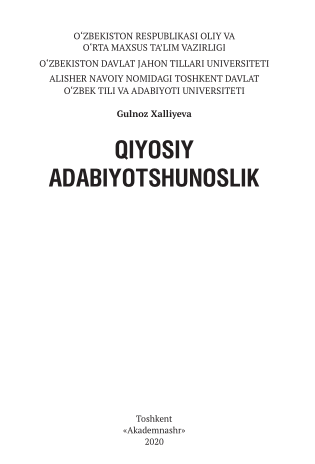 O‘ZBEKISTON RESPUBLIKASI OLIY VA
O‘RTA MAXSUS TA’LIM VAZIRLIGI
O‘ZBEKISTON DAVLAT JAHON TILLARI UNIVERSITETI
ALISHER NAVOIY NOMIDAGI TOSHKENT DAVLAT
O‘ZBEK TILI VA ADABIYOTI UNIVERSITETI
Gulnoz Xalliyeva
QIYOSIY
ADABIYOTSHUNOSLIK
Toshkent
«Akademnashr»
2020